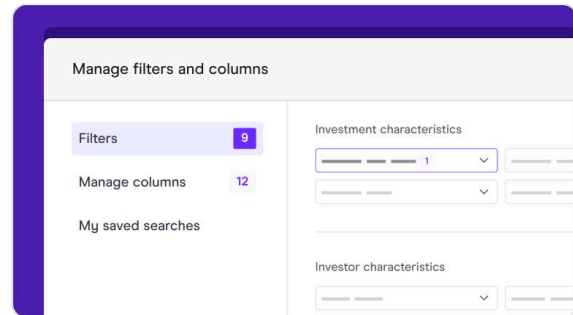 Manage filters and columns
Filters 9
Manage columns 12
My saved searches
Investment characteristics
1
Investor characteristics